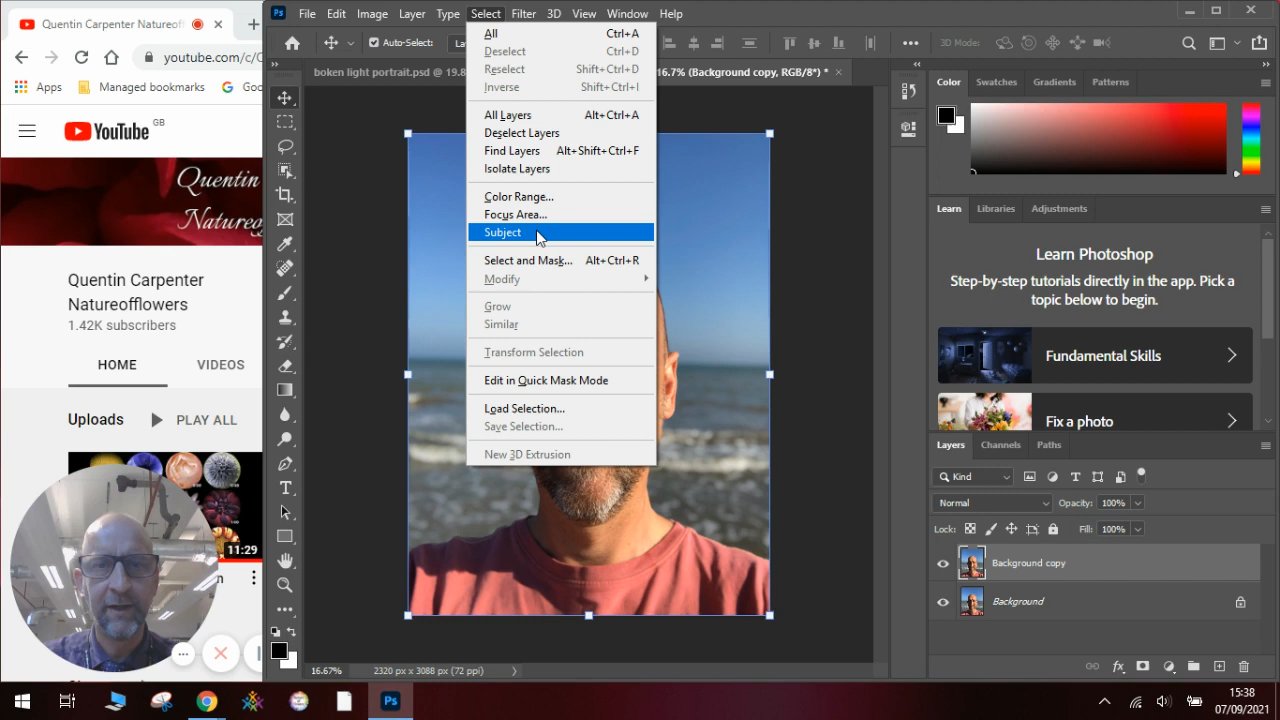 Quentin Carpenter Natureof
File Edit Image Layer Type Select Filter 3D View Window Help
youtube.com/c/
Auto-Select:
3D Mode:
Apps Managed bookmarks
boken light portrait.psd @ 19.8
16.7% (Background copy, RGB/8*) *
YouTube GB
Quentin
Natureo
Quentin Carpenter
Natureofflowers
1.42K subscribers
HOME VIDEOS
Uploads PLAY ALL
11:29
All Ctrl+A
Deselect Ctrl+D
Reselect Shift+Ctrl+D
Inverse Shift+Ctrl+I
All Layers Alt+Ctrl+A
Deselect Layers
Find Layers Alt+Shift+Ctrl+F
Isolate Layers
Color Range...
Focus Area...
Subject
Select and Mask... Alt+Ctrl+R
Modify
Grow
Similar
Transform Selection
Edit in Quick Mask Mode
Load Selection...
Save Selection...
New 3D Extrusion
Color Swatches Gradients Patterns
Learn Libraries Adjustments
Learn Photoshop
Step-by-step tutorials directly in the app. Pick a
topic below to begin.
Fundamental Skills
Fix a photo
Layers Channels Paths
Kind
Normal Opacity: 100%
Lock: Fill: 100%
Background copy
Background
16.67% 2320 px x 3088 px (72 ppi)
Ps
15:38
07/09/2021